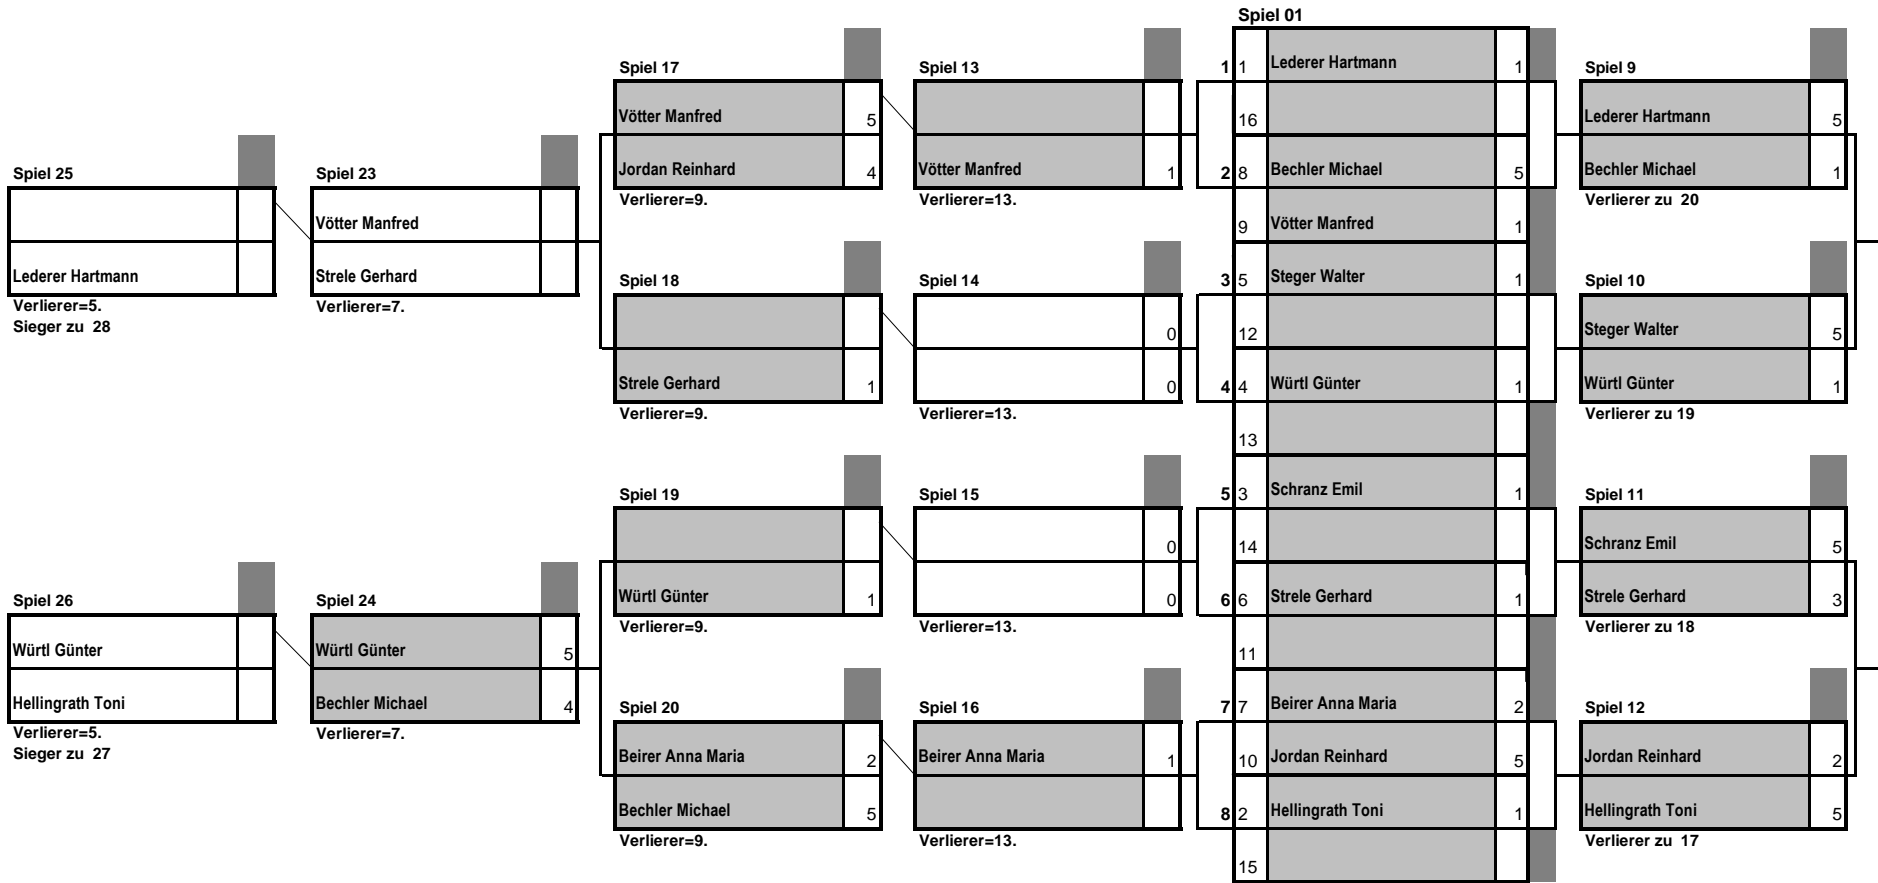 Spiel 01
Spiel 17
Spiel 13
1 1 Lederer Hartmann 1
Spiel 9
Vötter Manfred 5
16
Lederer Hartmann 5
Spiel 25
Spiel 23
Jordan Reinhard 4
Vötter Manfred 1
2 8 Bechler Michael 5
Bechler Michael 1
Verlierer=9.
Verlierer=13.
Verlierer zu 20
Vötter Manfred
9 Vötter Manfred 1
Lederer Hartmann
Strele Gerhard
Spiel 18
Spiel 14
3 5 Steger Walter 1
Spiel 10
Verlierer=5.
Verlierer=7.
Sieger zu 28
0
12
Steger Walter 5
Strele Gerhard 1
0
4 4 Würtl Günter 1
Würtl Günter 1
Verlierer=9.
Verlierer=13.
Verlierer zu 19
13
Spiel 19
Spiel 15
5 3 Schranz Emil 1
Spiel 11
0
14
Schranz Emil 5
Spiel 26
Spiel 24
Würtl Günter 1
0
6 6 Strele Gerhard 1
Strele Gerhard 3
Verlierer=9.
Verlierer=13.
Verlierer zu 18
Würtl Günter
Würtl Günter 5
11
Hellingrath Toni
Bechler Michael 4
Spiel 20
Spiel 16
7 7 Beirer Anna Maria 2
Spiel 12
Verlierer=5.
Verlierer=7.
Sieger zu 27
Beirer Anna Maria 2
Beirer Anna Maria 1
10 Jordan Reinhard 5
Jordan Reinhard 2
Bechler Michael 5
8 2 Hellingrath Toni 1
Hellingrath Toni 5
Verlierer=9.
Verlierer=13.
Verlierer zu 17
15